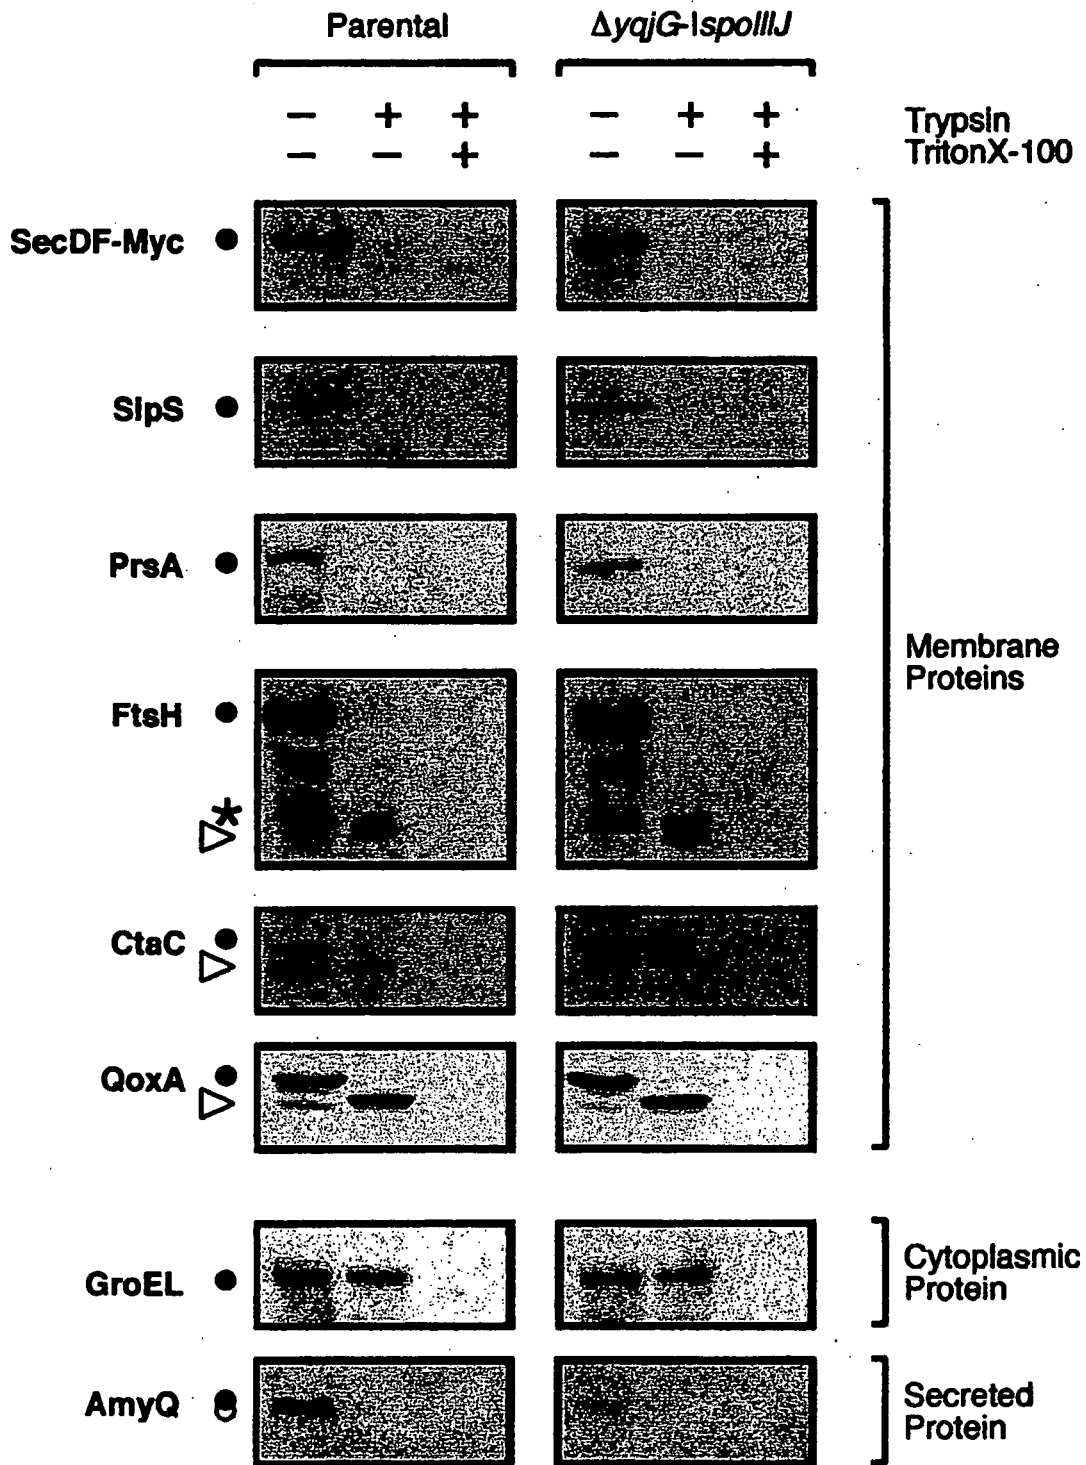 Parental ΔyqjG-IspoIIIJ
− + + − + + Trypsin
− − + − − + TritonX-100
SecDF-Myc
SipS
PrsA
Membrane
Proteins
FtsH
*
CtaC
QoxA
Cytoplasmic
Protein
GroEL
Secreted
Protein
AmyQ